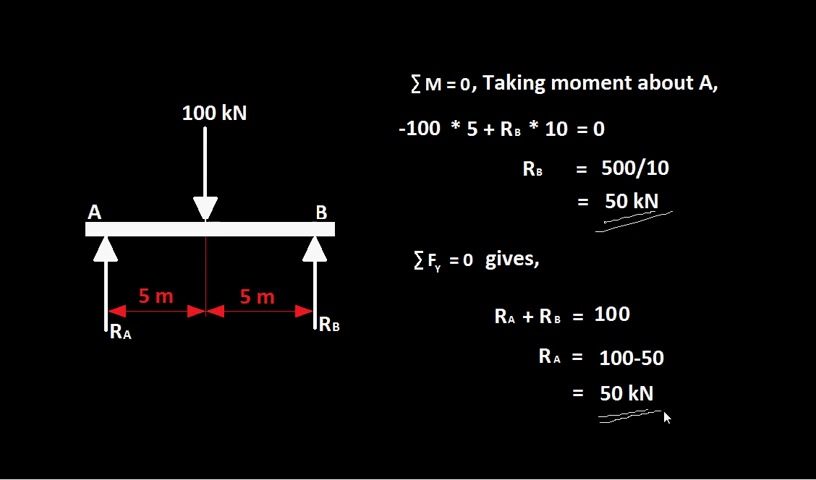 100 kN
A
B
5 m
5 m
RA
RB
∑ M = 0, Taking moment about A,
-100 * 5 + RB * 10 = 0
RB = 500/10
= 50 kN
∑ FY = 0 gives,
RA + RB = 100
RA = 100-50
= 50 kN